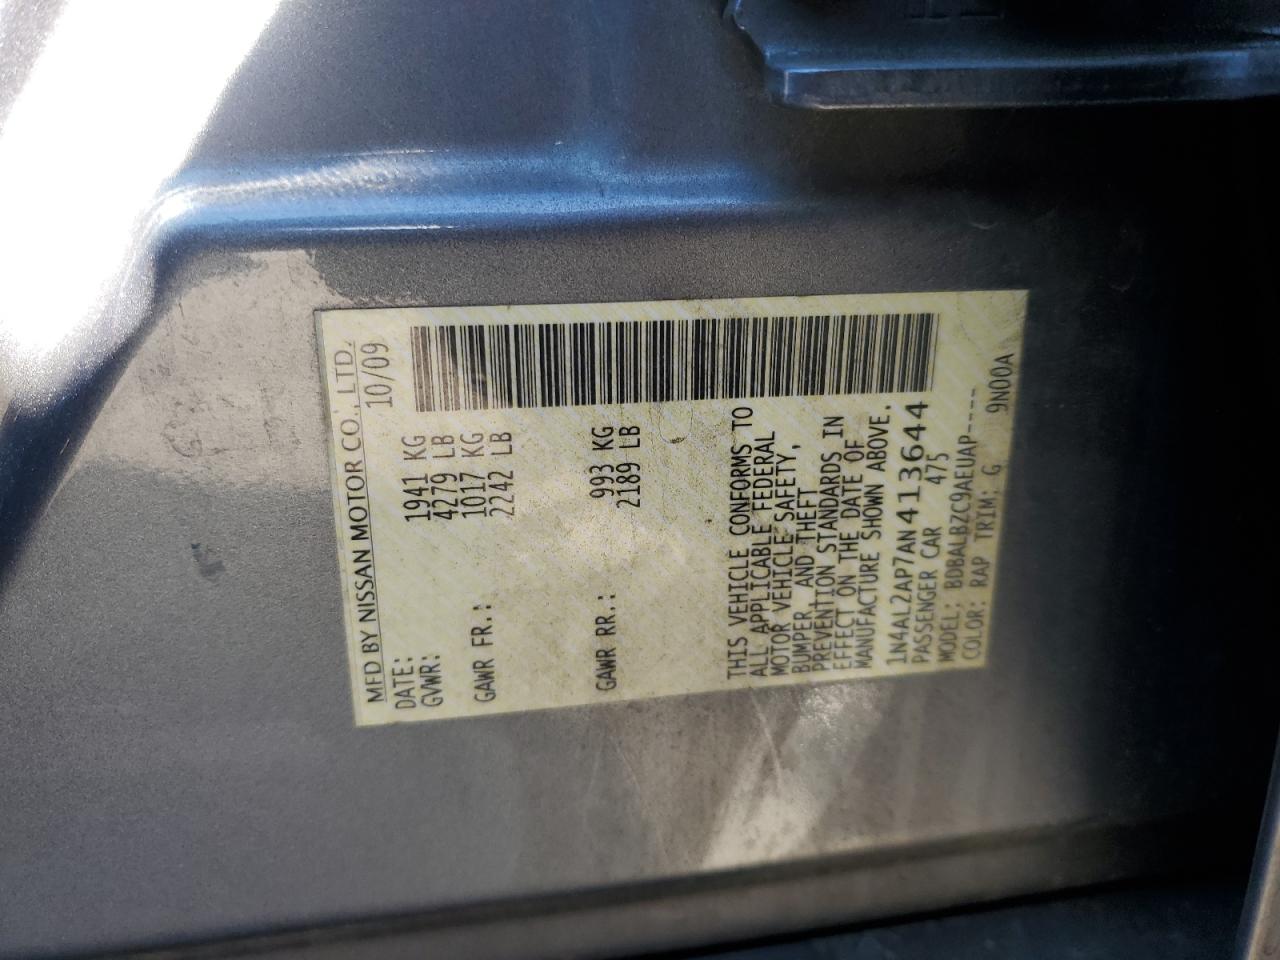 MFD BY NISSAN MOTOR CO., LTD.
DATE: 10/09
GVWR: 1941 KG
4279 LB
GAWR FR.: 1017 KG
2242 LB
GAWR RR.: 993 KG
2189 LB
THIS VEHICLE CONFORMS TO
ALL APPLICABLE FEDERAL
MOTOR VEHICLE SAFETY,
BUMPER, AND THEFT
PREVENTION STANDARDS IN
EFFECT ON THE DATE OF
MANUFACTURE SHOWN ABOVE.
1N4AL2AP7AN413644
PASSENGER CAR 475
MODEL: BDBALBZC9AEUAP----
COLOR: RAP TRIM: G 9N00A